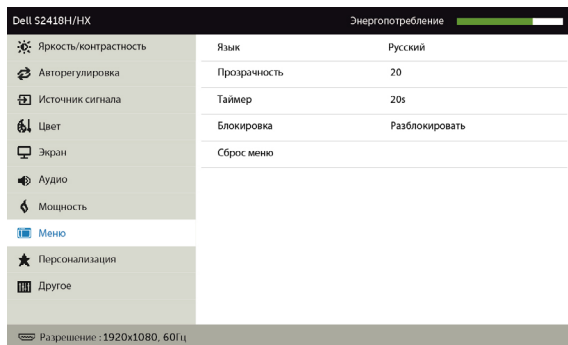 Dell S2418H/HX Энергопотребление
Яркость/контрастность
Авторегулировка
Источник сигнала
Цвет
Экран
Аудио
Мощность
Меню
Персонализация
Другое
Язык Русский
Прозрачность 20
Таймер 20s
Блокировка Разблокировать
Сброс меню
Разрешение : 1920x1080, 60Гц